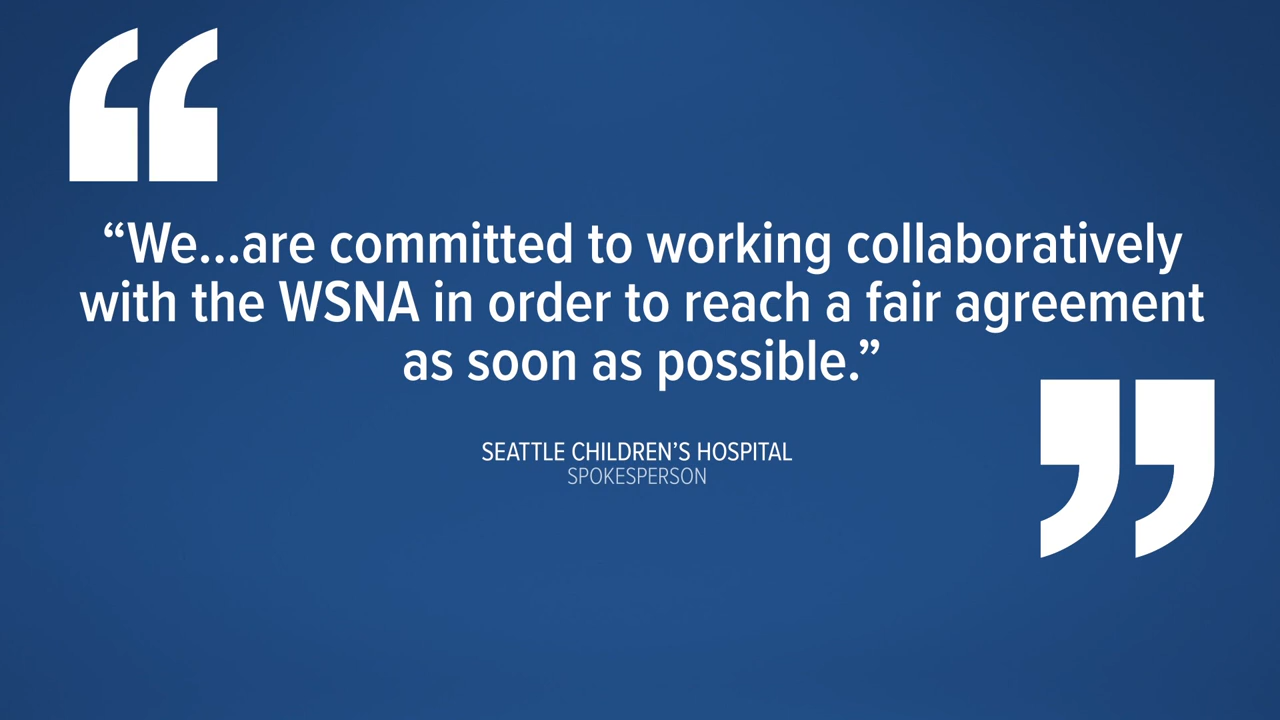 “We...are committed to working collaboratively
with the WSNA in order to reach a fair agreement
as soon as possible.”
SEATTLE CHILDREN’S HOSPITAL
SPOKESPERSON